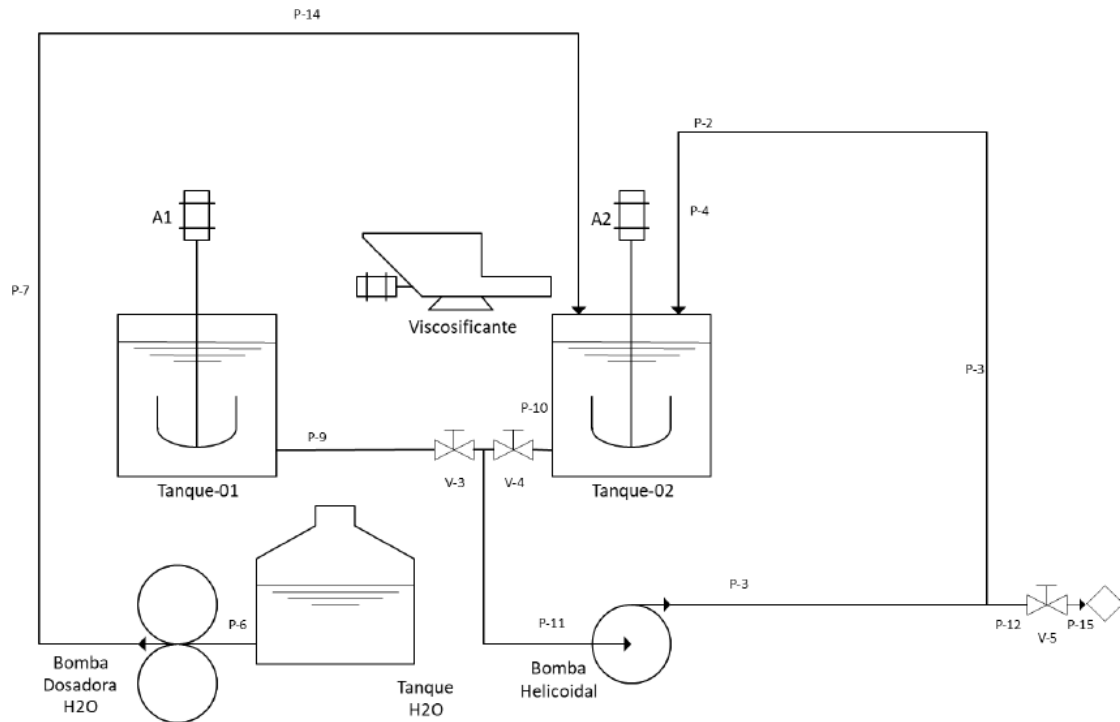 P-14
P-2
A1
A2
P-4
P-7
Viscosificante
P-3
P-10
P-9
V-3
V-4
Tanque-01
Tanque-02
P-3
P-6
P-11
P-12
P-15
V-5
Bomba
Dosadora
H2O
Tanque
H2O
Bomba
Helicoidal